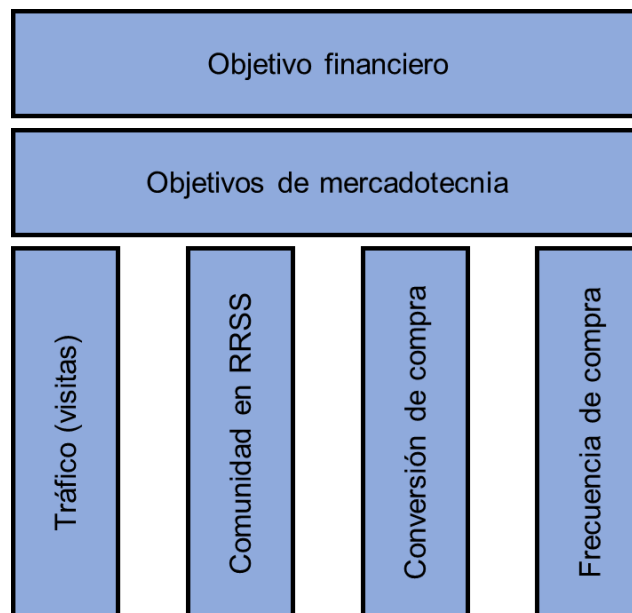 Objetivo financiero
Objetivos de mercadotecnia
Tráfico (visitas)
Comunidad en RRSS
Conversión de compra
Frecuencia de compra